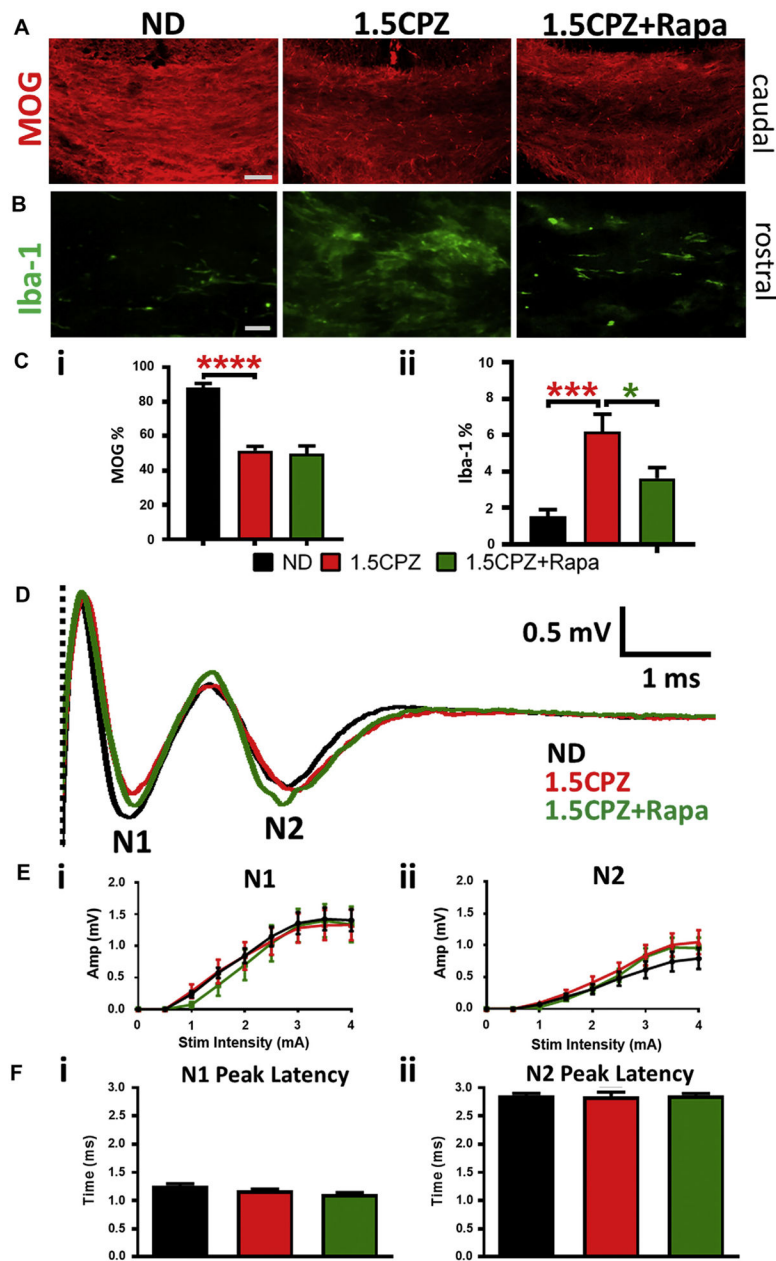 A ND 1.5CPZ 1.5CPZ+Rapa
MOG
caudal
B
Iba-1
rostral
C i ii
****
100
80
60
40
20
0
MOG %
*** *
10
8
6
4
2
0
Iba-1 %
ND 1.5CPZ 1.5CPZ+Rapa
D
0.5 mV
1 ms
N1 N2
ND
1.5CPZ
1.5CPZ+Rapa
E i N1
2.0
1.5
1.0
0.5
0.0
Amp (mV)
0 1 2 3 4
Stim Intensity (mA)
ii N2
2.0
1.5
1.0
0.5
0.0
Amp (mV)
0 1 2 3 4
Stim Intensity (mA)
F i N1 Peak Latency
3.0
2.5
2.0
1.5
1.0
0.5
0.0
Time (ms)
ii N2 Peak Latency
3.0
2.5
2.0
1.5
1.0
0.5
0.0
Time (ms)